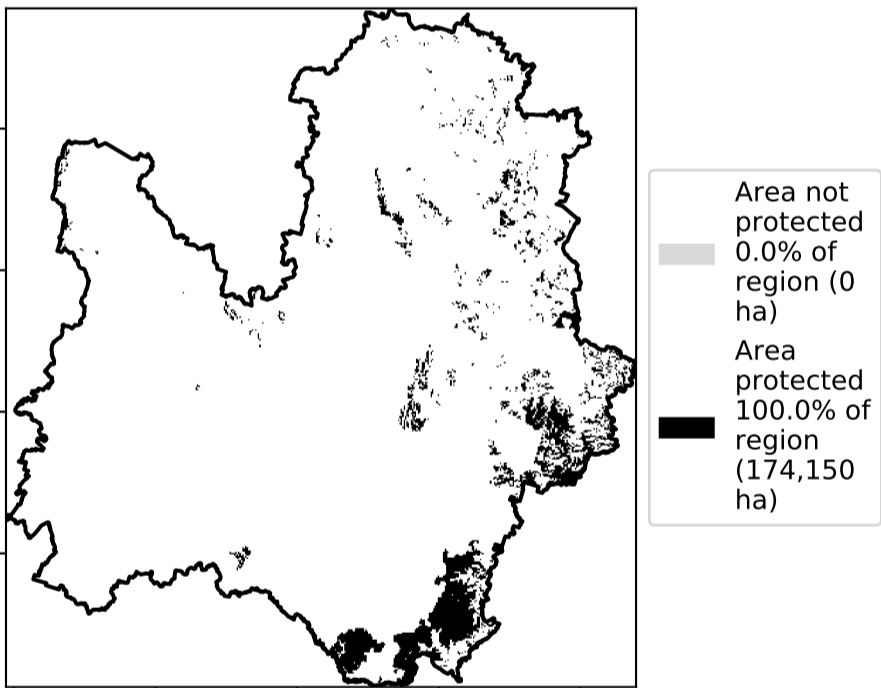 Area not
protected
0.0% of
region (0
ha)
Area
protected
100.0% of
region
(174,150
ha)